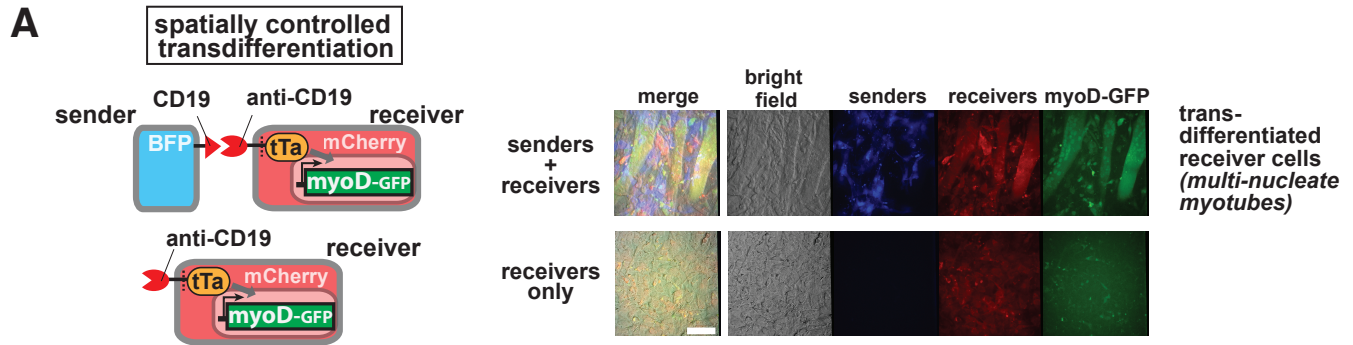 A
spatially controlled
transdifferentiation
sender
CD19
anti-CD19
receiver
BFP
tTa
mCherry
myoD-GFP
anti-CD19
receiver
tTa
mCherry
myoD-GFP
merge
bright
field
senders
receivers
myoD-GFP
senders
+
receivers
receivers
only
trans-
differentiated
receiver cells
(multi-nucleate
myotubes)